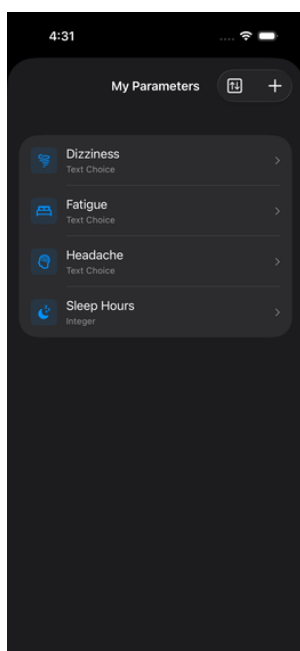 4:31
My Parameters
Dizziness
Text Choice
Fatigue
Text Choice
Headache
Text Choice
Sleep Hours
Integer